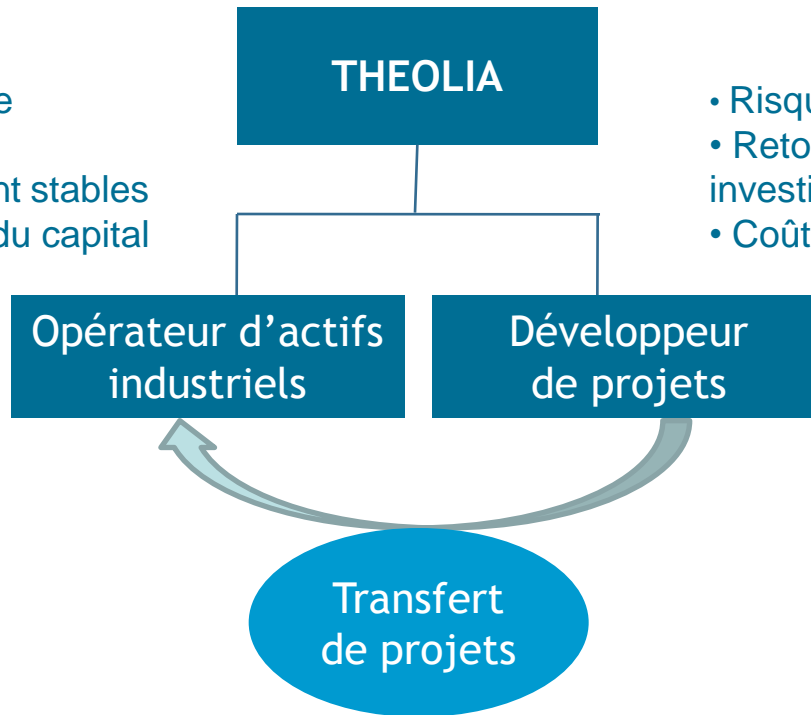 THEOLIA
nt stables
du capital
• Risqu
• Reto
investi
• Coût
Opérateur d’actifs
industriels
Développeur
de projets
Transfert
de projets